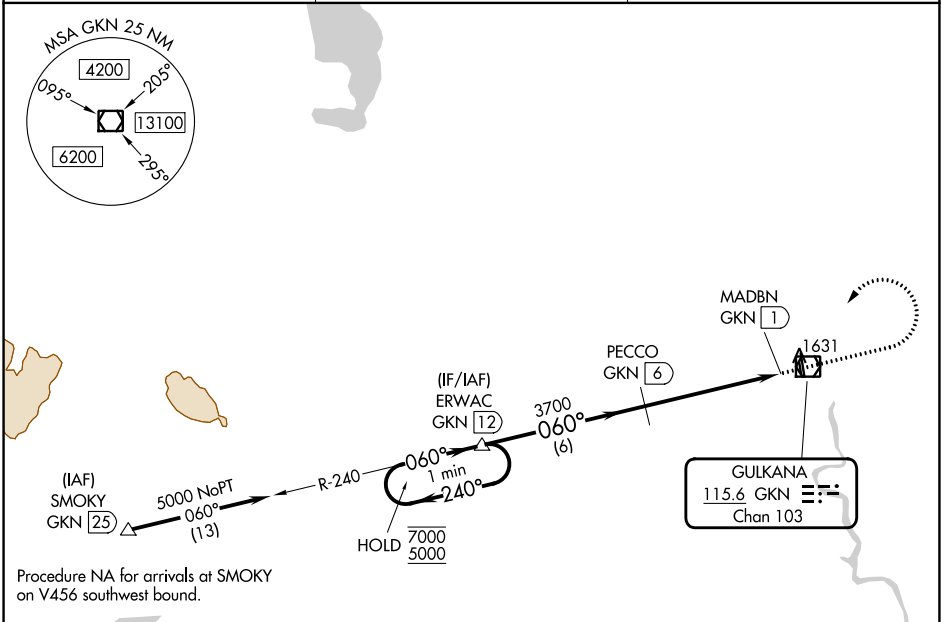 MSA GKN 25 NM
4200
095°
205°
13100
6200
295°
MADBN
GKN 1
1631
PECCO
GKN 6
(IF/IAF)
ERWAC
GKN 12
3700
060°
(6)
060°
1 min
240°
R-240
(IAF)
SMOKY
GKN 25
5000 NoPT
060°
(13)
HOLD 7000
5000
GULKANA
115.6 GKN
Chan 103
Procedure NA for arrivals at SMOKY
on V456 southwest bound.